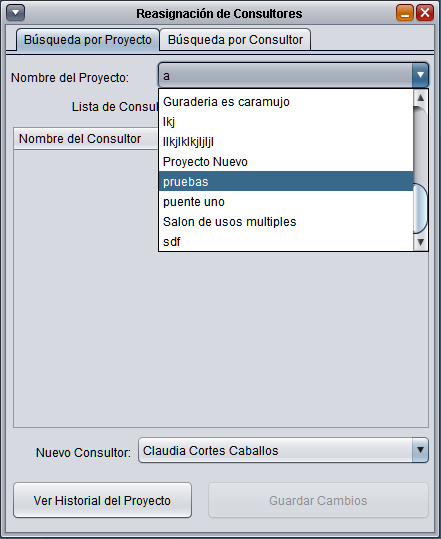 Reasignación de Consultores
Búsqueda por Proyecto Búsqueda por Consultor
Nombre del Proyecto: a
Lista de Consul
Nombre del Consultor
Guraderia es caramujo
lkj
llkjlklkjljljl
Proyecto Nuevo
pruebas
puente uno
Salon de usos multiples
sdf
Nuevo Consultor: Claudia Cortes Caballos
Ver Historial del Proyecto Guardar Cambios